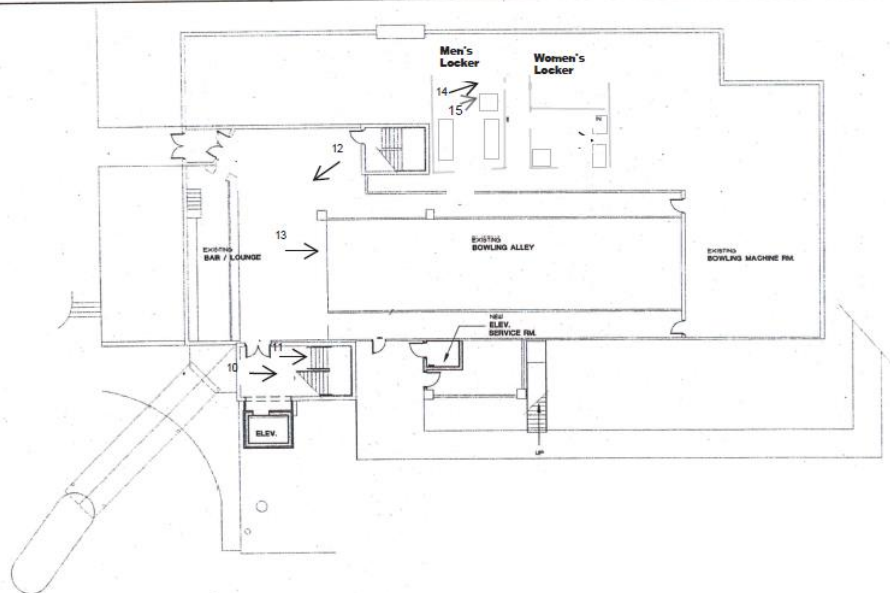 Men's
Locker
Women's
Locker
14
15
12
13
EXISTING
BAR / LOUNGE
EXISTING
BOWLING ALLEY
EXISTING
BOWLING MACHINE RM.
NEW
ELEV.
SERVICE RM.
11
10
ELEV.
UP